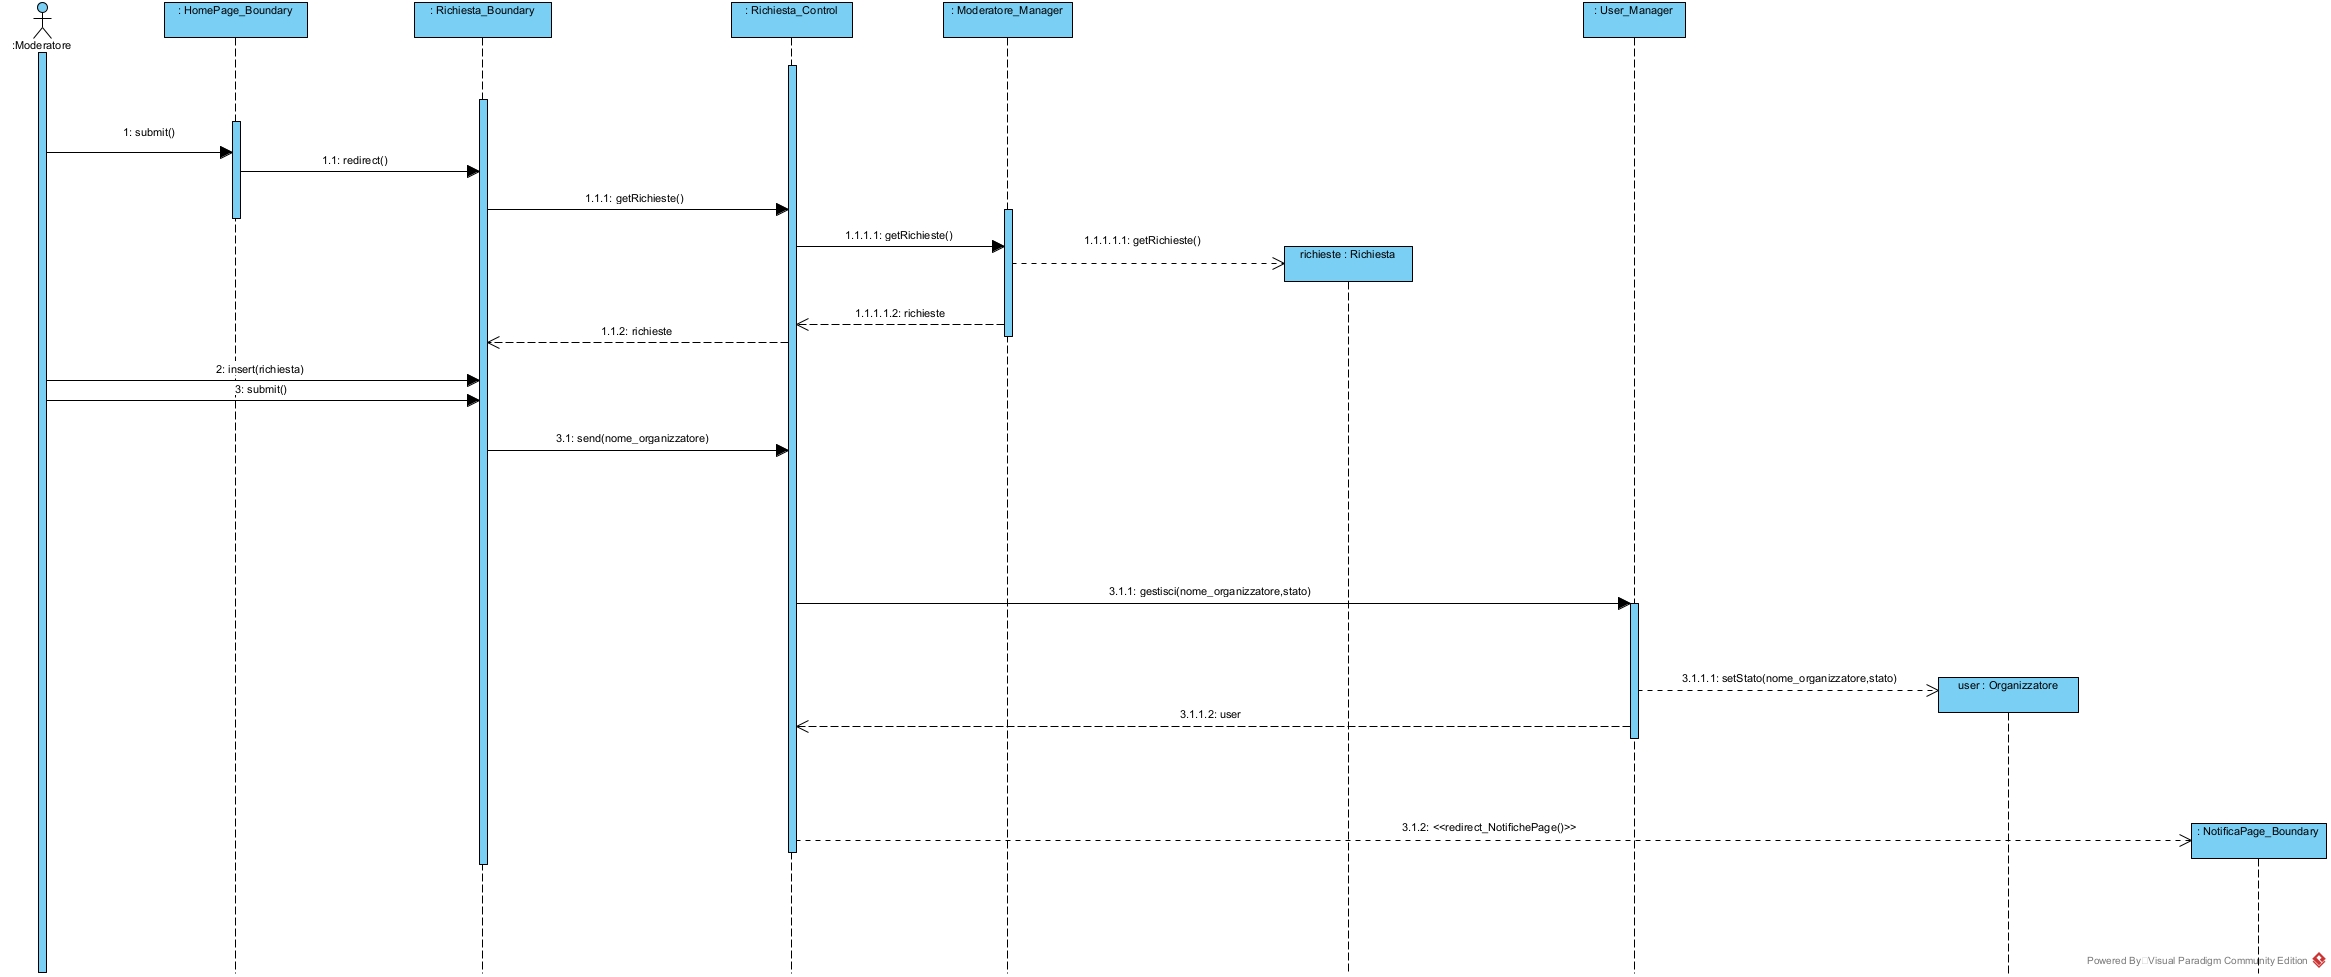 : HomePage_Boundary
: Richiesta_Boundary
: Richiesta_Control
: Moderatore_Manager
: User_Manager
:Moderatore
1: submit()
1.1: redirect()
1.1.1: getRichieste()
1.1.1.1: getRichieste()
1.1.1.1.1: getRichieste()
richieste : Richiesta
1.1.1.1.2: richieste
1.1.2: richieste
2: insert(richiesta)
3: submit()
3.1: send(nome_organizzatore)
3.1.1: gestisci(nome_organizzatore,stato)
3.1.1.1: setStato(nome_organizzatore,stato)
user : Organizzatore
3.1.1.2: user
3.1.2: <<redirect_NotifichePage()>>
: NotificaPage_Boundary
Powered By Visual Paradigm Community Edition